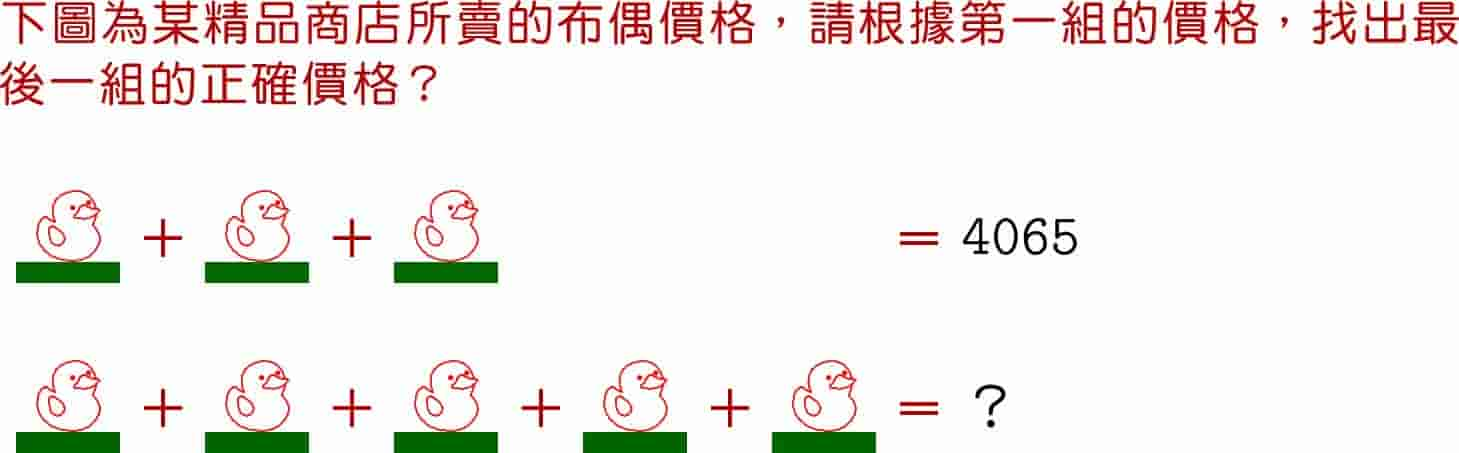 下圖為某精品商店所賣的布偶價格，請根據第一組的價格，找出最
後一組的正確價格？
+ + = 4065
+ + + + = ?